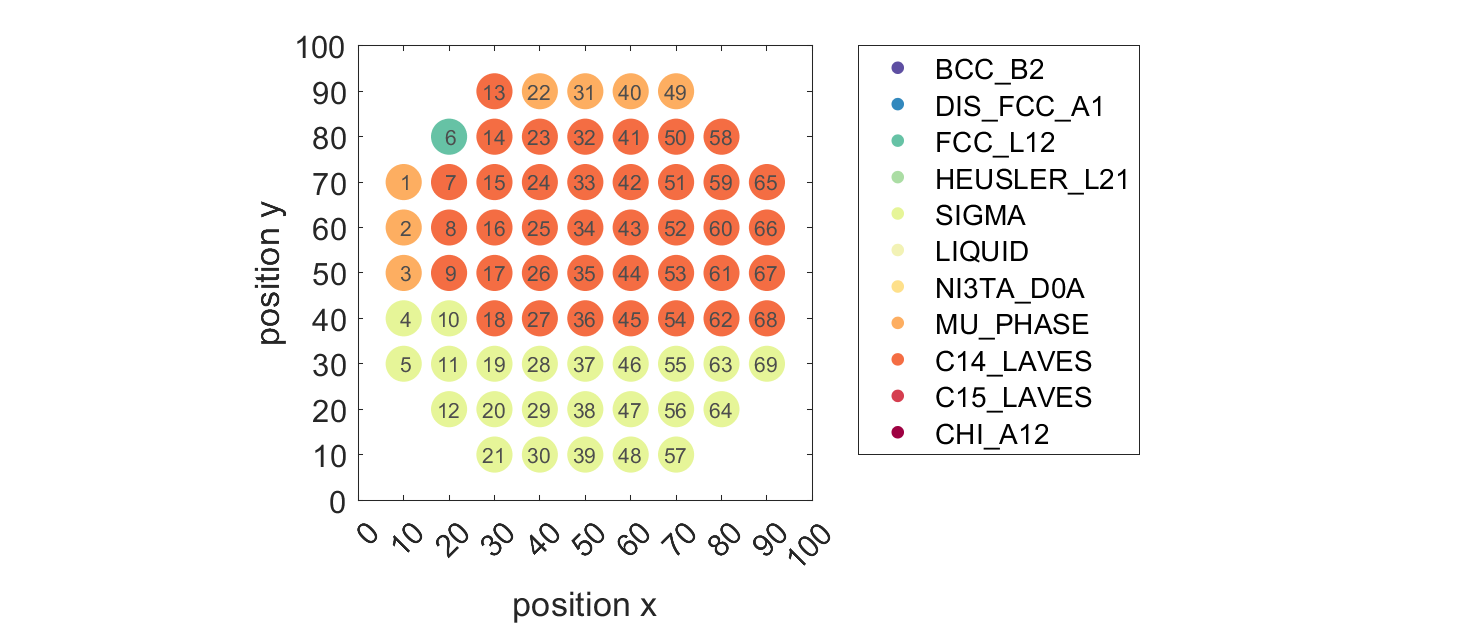 100
90 13 22 31 40 49
80 6 14 23 32 41 50 58
70 1 7 15 24 33 42 51 59 65
60 2 8 16 25 34 43 52 60 66
50 3 9 17 26 35 44 53 61 67
40 4 10 18 27 36 45 54 62 68
30 5 11 19 28 37 46 55 63 69
20 12 20 29 38 47 56 64
10 21 30 39 48 57
0
position y
0 10 20 30 40 50 60 70 80 90 100
position x
BCC_B2
DIS_FCC_A1
FCC_L12
HEUSLER_L21
SIGMA
LIQUID
NI3TA_D0A
MU_PHASE
C14_LAVES
C15_LAVES
CHI_A12